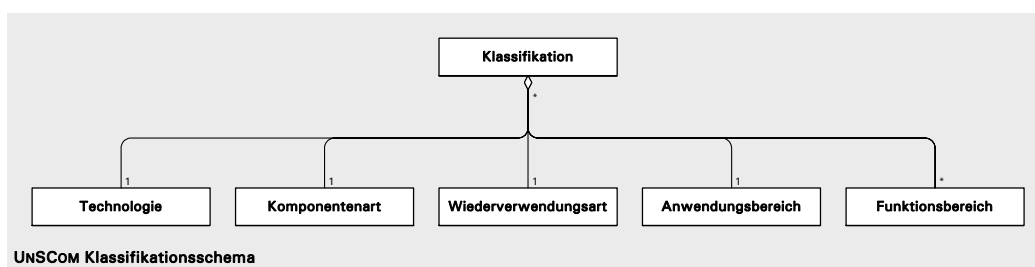 Klassifikation
*
1
1
1
1
*
Technologie
Komponentenart
Wiederverwendungsart
Anwendungsbereich
Funktionsbereich
UNSCOM Klassifikationsschema